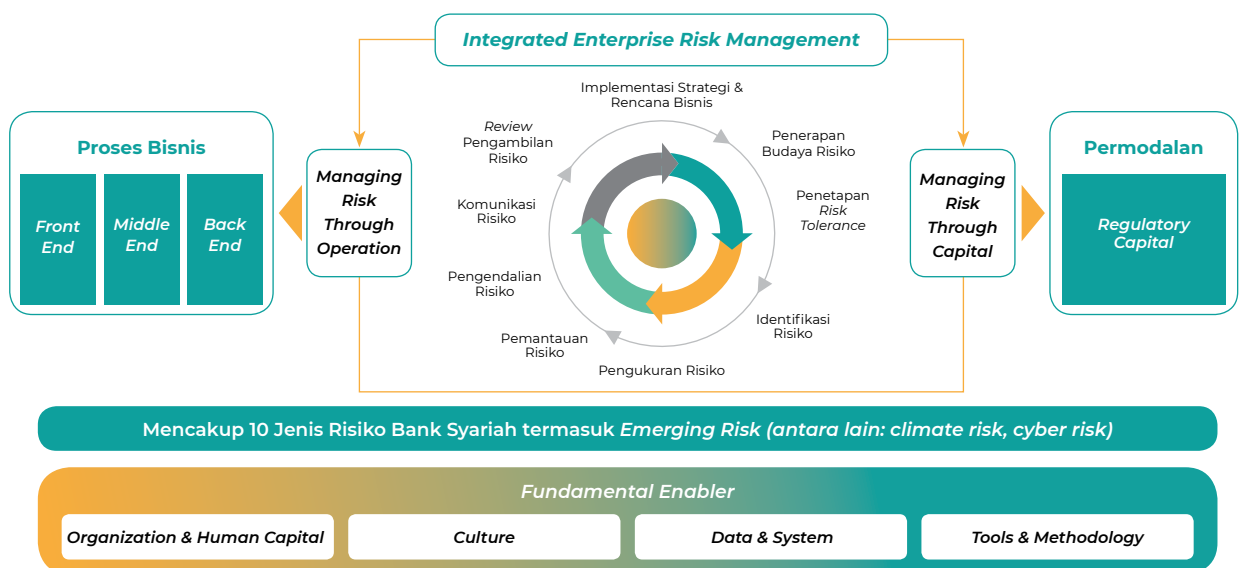 Integrated Enterprise Risk Management
Proses Bisnis
Front
End
Middle
End
Back
End
Managing
Risk
Through
Operation
Implementasi Strategi &
Rencana Bisnis
Penerapan
Budaya Risiko
Penetapan
Risk
Tolerance
Identifikasi
Risiko
Pengukuran Risiko
Pemantauan
Risiko
Pengendalian
Risiko
Komunikasi
Risiko
Review
Pengambilan
Risiko
Managing
Risk
Through
Capital
Permodalan
Regulatory
Capital
Mencakup 10 Jenis Risiko Bank Syariah termasuk Emerging Risk (antara lain: climate risk, cyber risk)
Fundamental Enabler
Organization & Human Capital
Culture
Data & System
Tools & Methodology